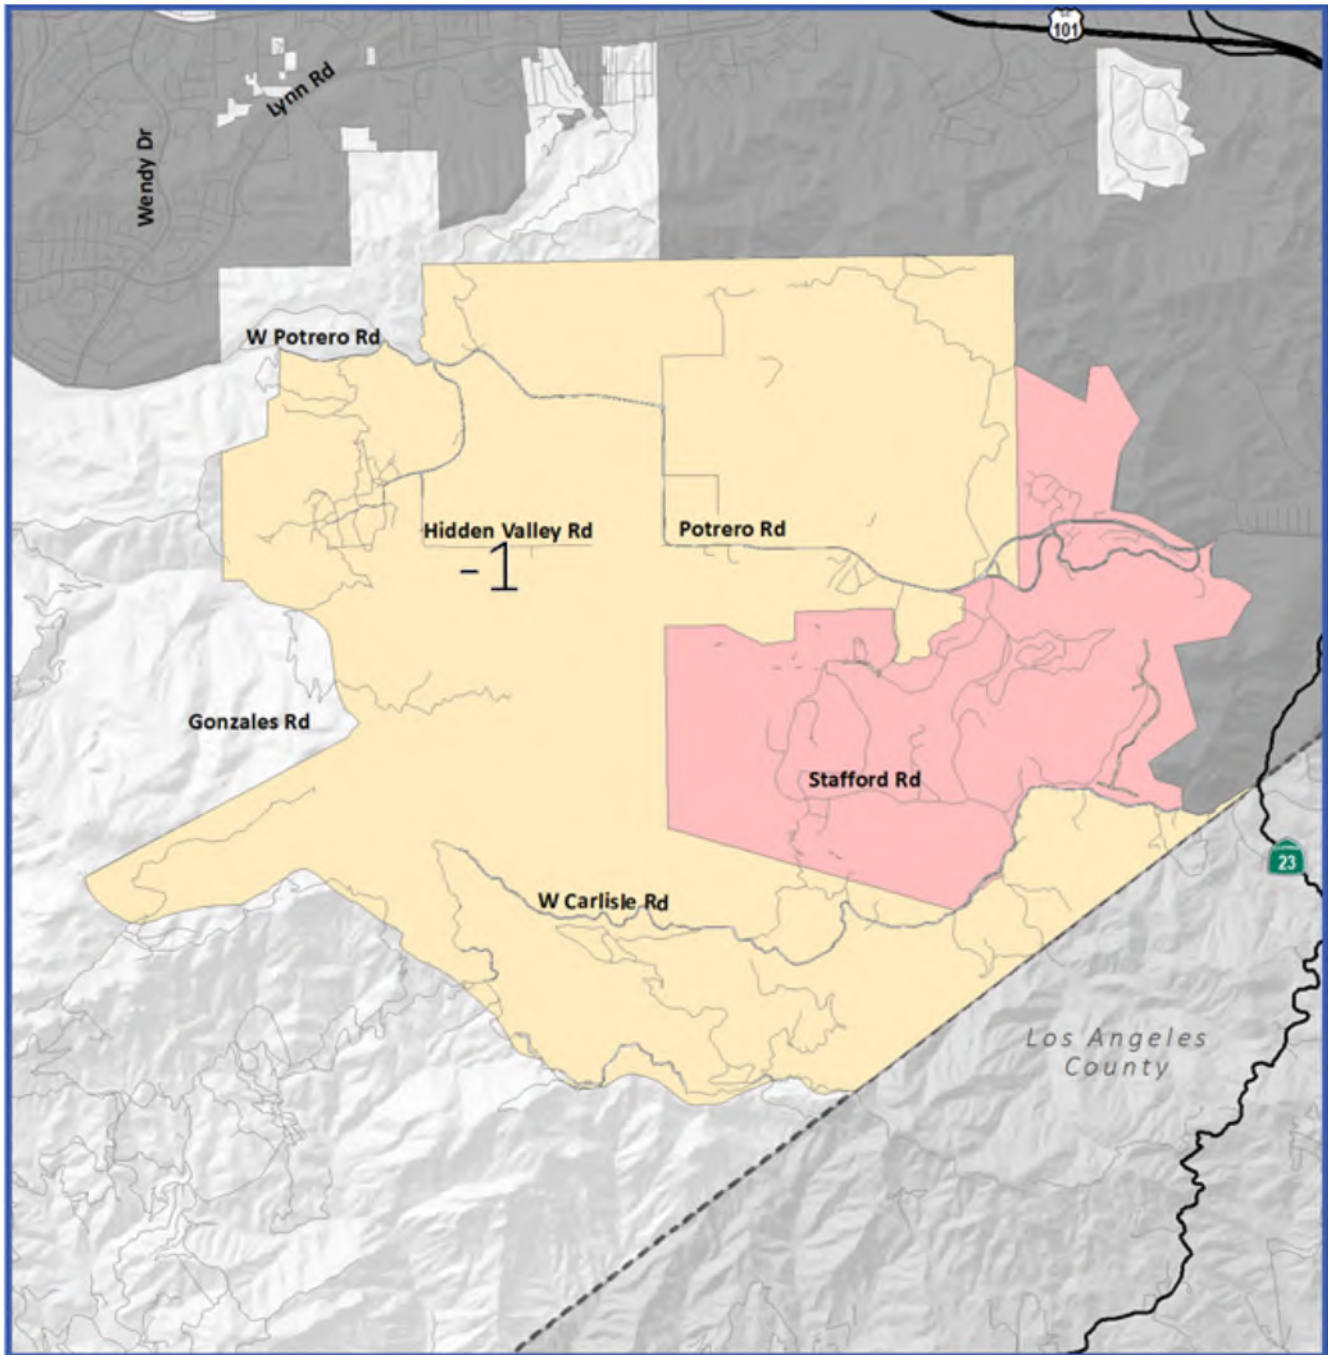 101
Lynn Rd
Wendy Dr
W Potrero Rd
Hidden Valley Rd
Potrero Rd
-1
Gonzales Rd
Stafford Rd
23
W Carlisle Rd
Los Angeles
County